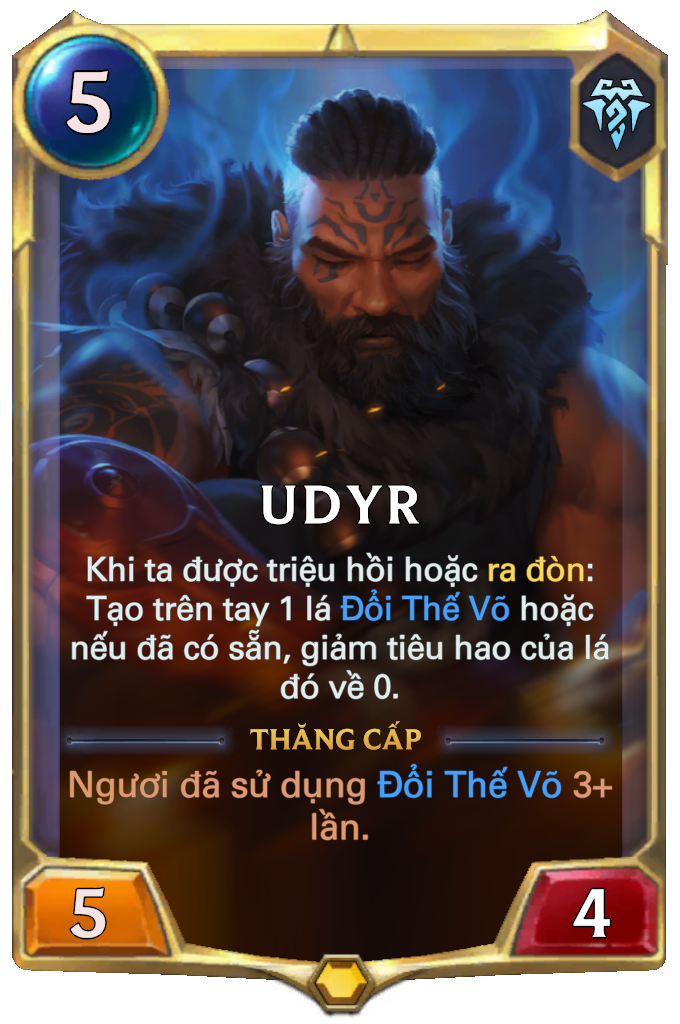 5
UDYR
Khi ta được triệu hồi hoặc ra đòn:
Tạo trên tay 1 lá Đổi Thế Võ hoặc
nếu đã có sẵn, giảm tiêu hao của lá
đó về 0.
THĂNG CẤP
Ngươi đã sử dụng Đổi Thế Võ 3+
lần.
5
4